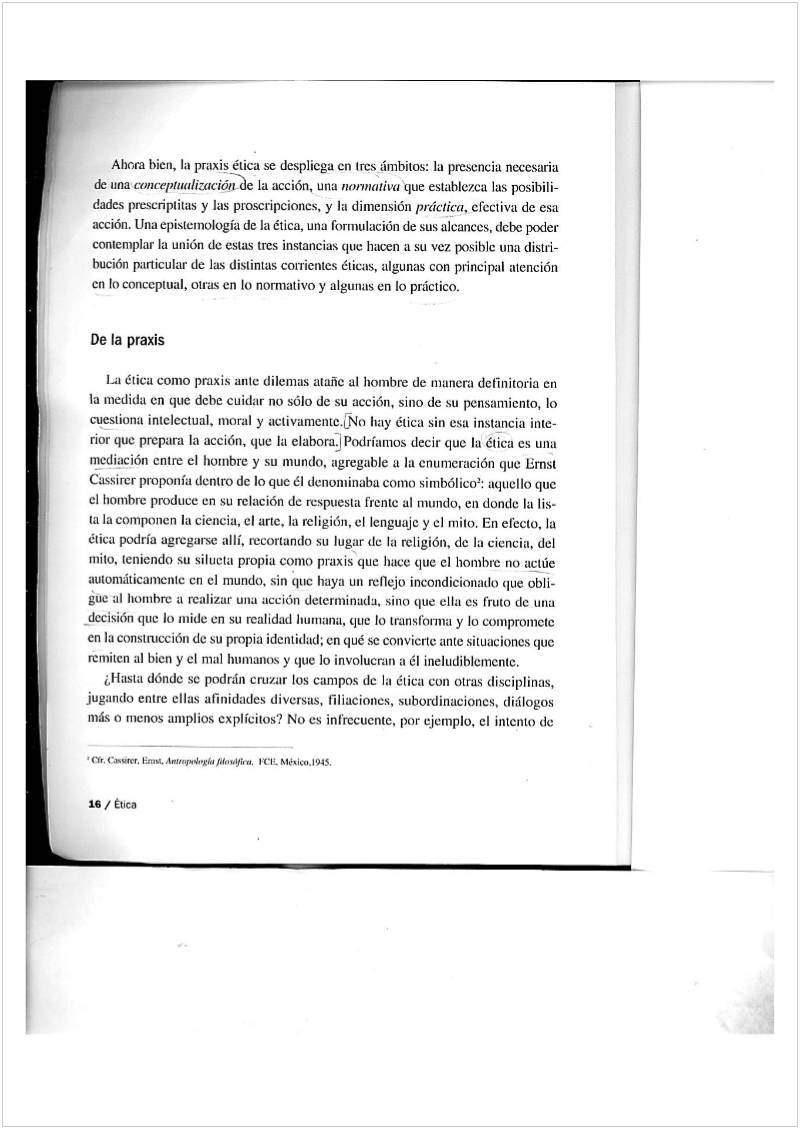 Ahora bien, la praxis ética se despliega en tres ámbitos: la presencia necesaria
de una conceptualización de la acción, una normativa que establezca las posibili-
dades prescriptitas y las proscripciones, y la dimensión práctica, efectiva de esa
acción. Una epistemología de la ética, una formulación de sus alcances, debe poder
contemplar la unión de estas tres instancias que hacen a su vez posible una distri-
bución particular de las distintas corrientes éticas, algunas con principal atención
en lo conceptual, otras en lo normativo y algunas en lo práctico.
De la praxis
La ética como praxis ante dilemas atañe al hombre de manera definitoria en
la medida en que debe cuidar no sólo de su acción, sino de su pensamiento, lo
cuestiona intelectual, moral y activamente. [No hay ética sin esa instancia inte-
rior que prepara la acción, que la elabora.] Podríamos decir que la ética es una
mediación entre el hombre y su mundo, agregable a la enumeración que Ernst
Cassirer proponía dentro de lo que él denominaba como simbólico²: aquello que
el hombre produce en su relación de respuesta frente al mundo, en donde la lis-
ta la componen la ciencia, el arte, la religión, el lenguaje y el mito. En efecto, la
ética podría agregarse allí, recortando su lugar de la religión, de la ciencia, del
mito, teniendo su silueta propia como praxis que hace que el hombre no actúe
automáticamente en el mundo, sin que haya un reflejo incondicionado que obli-
gue al hombre a realizar una acción determinada, sino que ella es fruto de una
decisión que lo mide en su realidad humana, que lo transforma y lo compromete
en la construcción de su propia identidad; en qué se convierte ante situaciones que
remiten al bien y el mal humanos y que lo involucran a él ineludiblemente.
¿Hasta dónde se podrán cruzar los campos de la ética con otras disciplinas,
jugando entre ellas afinidades diversas, filiaciones, subordinaciones, diálogos
más o menos amplios explícitos? No es infrecuente, por ejemplo, el intento de
² Cfr. Cassirer, Ernst, Antropología filosófica, FCE, México,1945.
16 / Ética